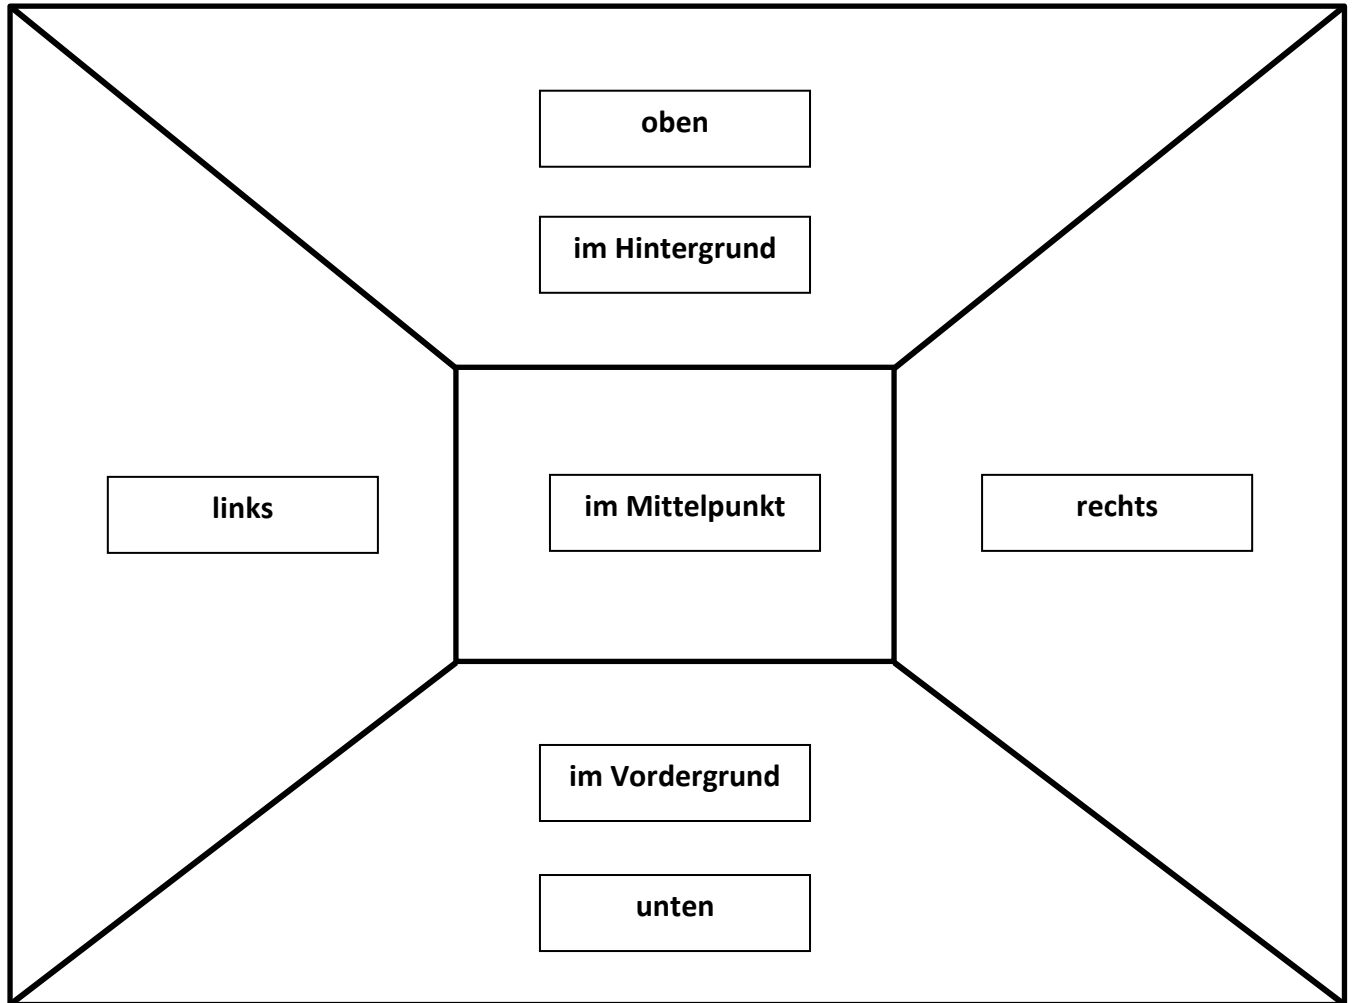 oben
im Hintergrund
links
im Mittelpunkt
rechts
im Vordergrund
unten